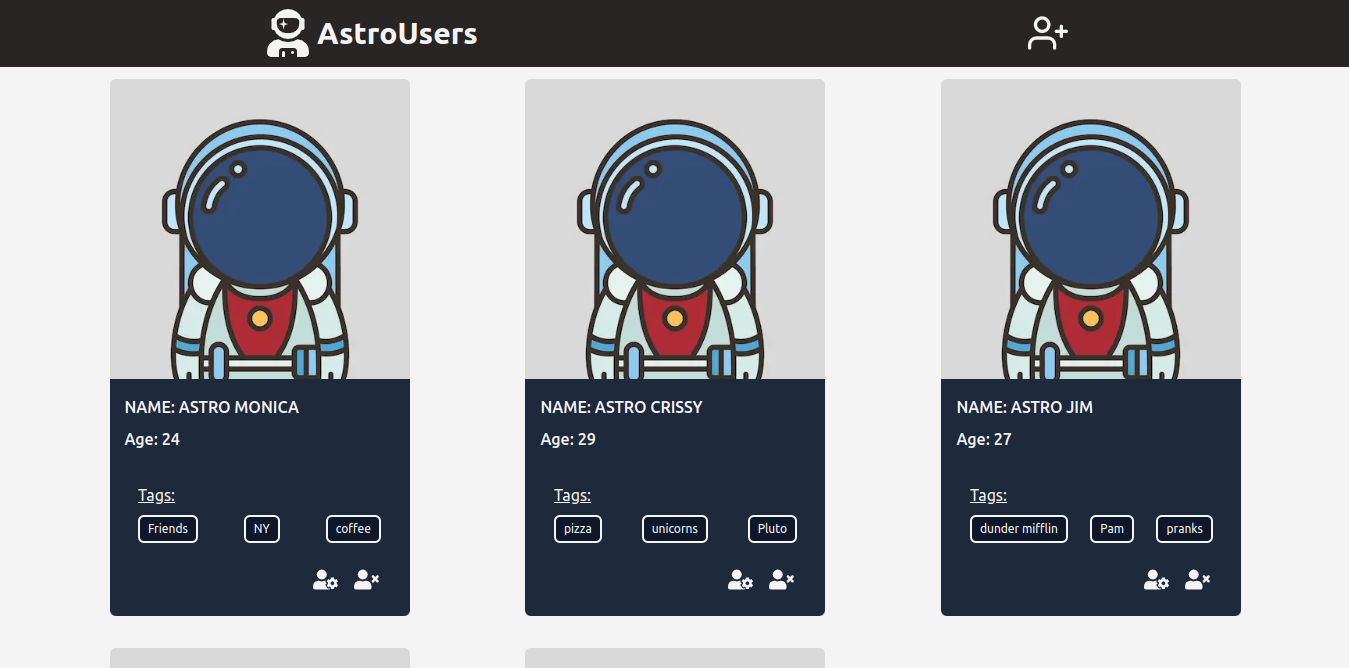 AstroUsers
NAME: ASTRO MONICA
Age: 24
Tags:
Friends NY coffee
NAME: ASTRO CRISSY
Age: 29
Tags:
pizza unicorns Pluto
NAME: ASTRO JIM
Age: 27
Tags:
dunder mifflin Pam pranks